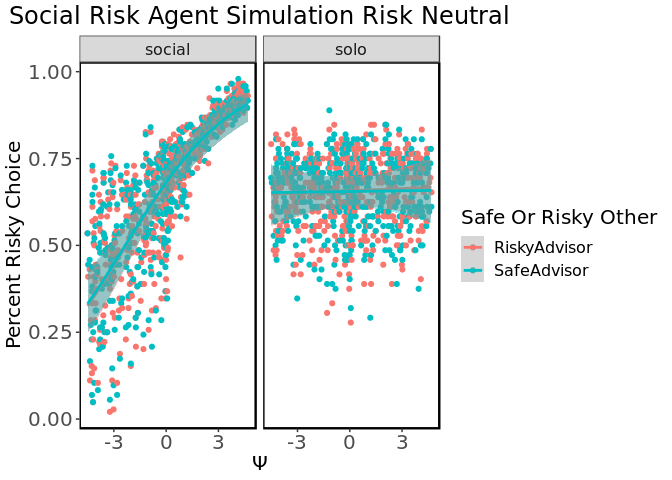 Social Risk Agent Simulation Risk Neutral
social
solo
1.00
0.75
0.50
0.25
0.00
Percent Risky Choice
-3
0
3
-3
0
3
Ψ
Safe Or Risky Other
RiskyAdvisor
SafeAdvisor